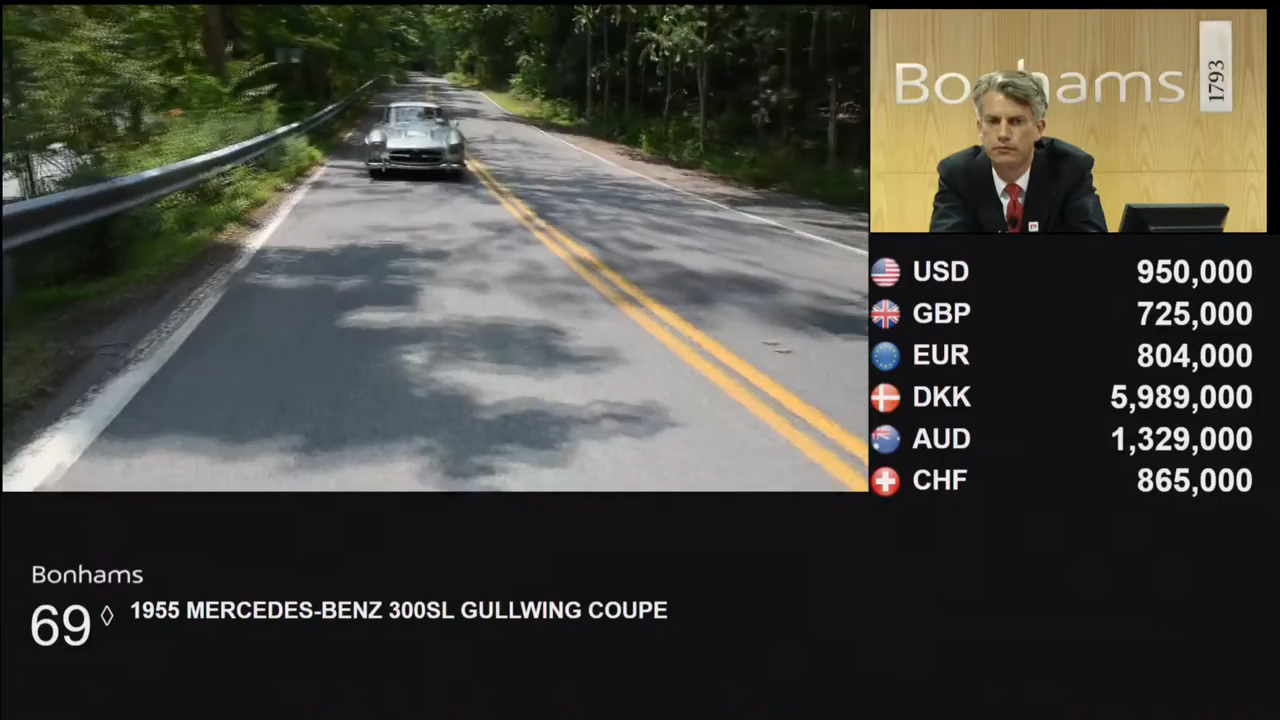 Bonhams
1793
USD 950,000
GBP 725,000
EUR 804,000
DKK 5,989,000
AUD 1,329,000
CHF 865,000
Bonhams
69 ◊ 1955 MERCEDES-BENZ 300SL GULLWING COUPE